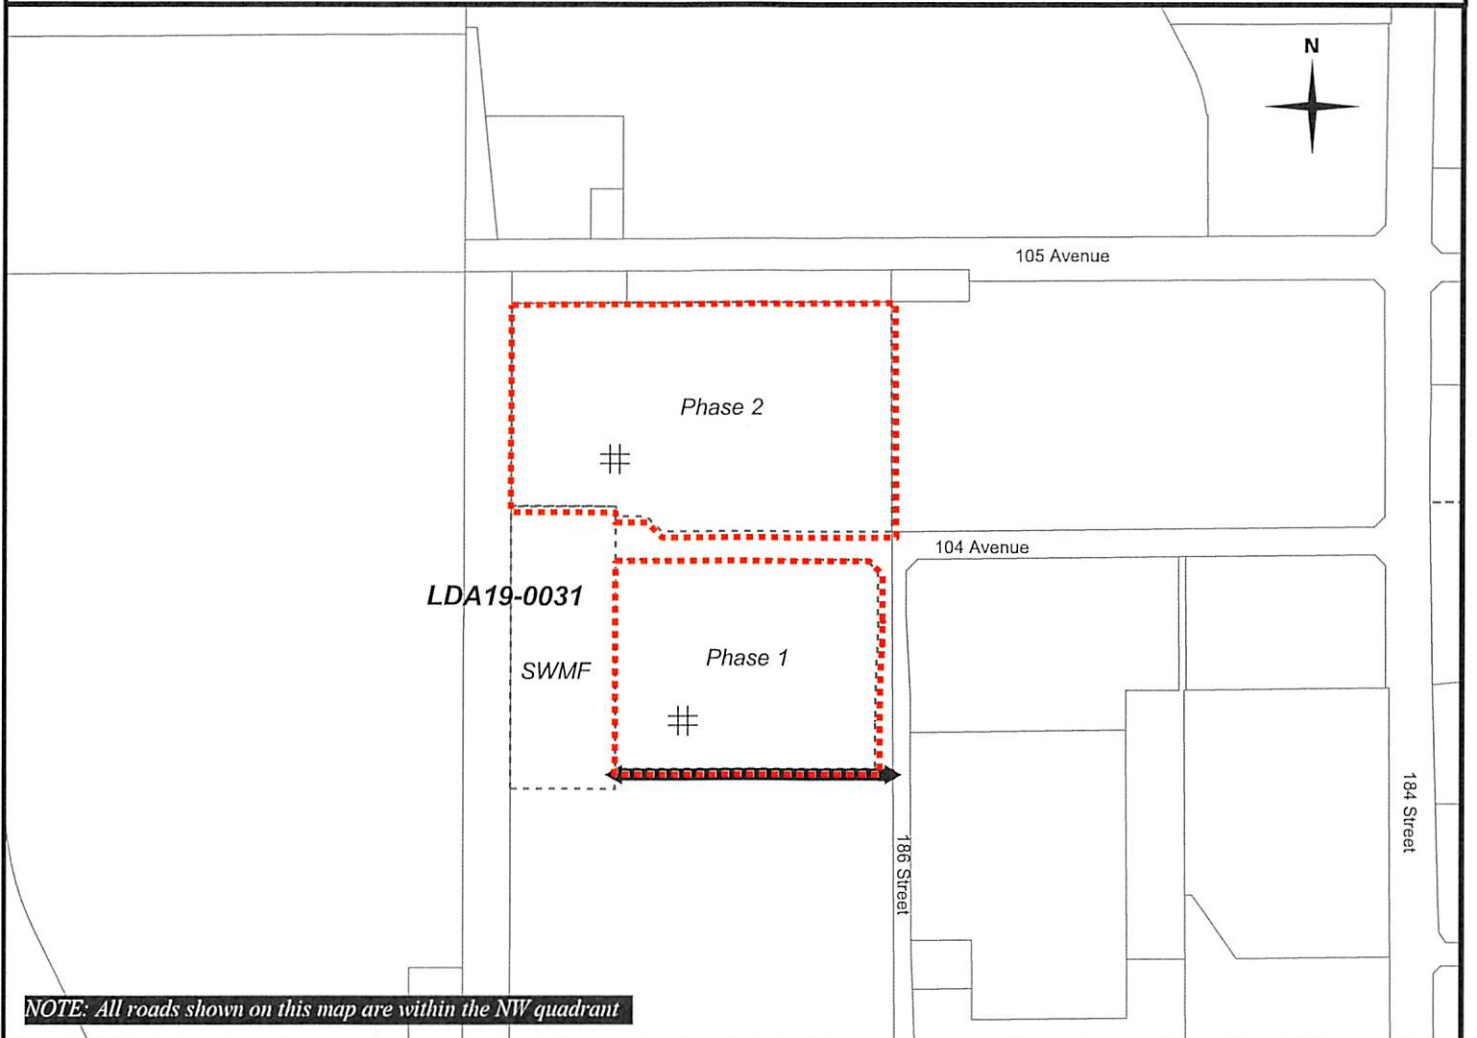 N
105 Avenue
Phase 2
104 Avenue
LDA19-0031
Phase 1
SWMF
184 Street
186 Street
NOTE: All roads shown on this map are within the NW quadrant